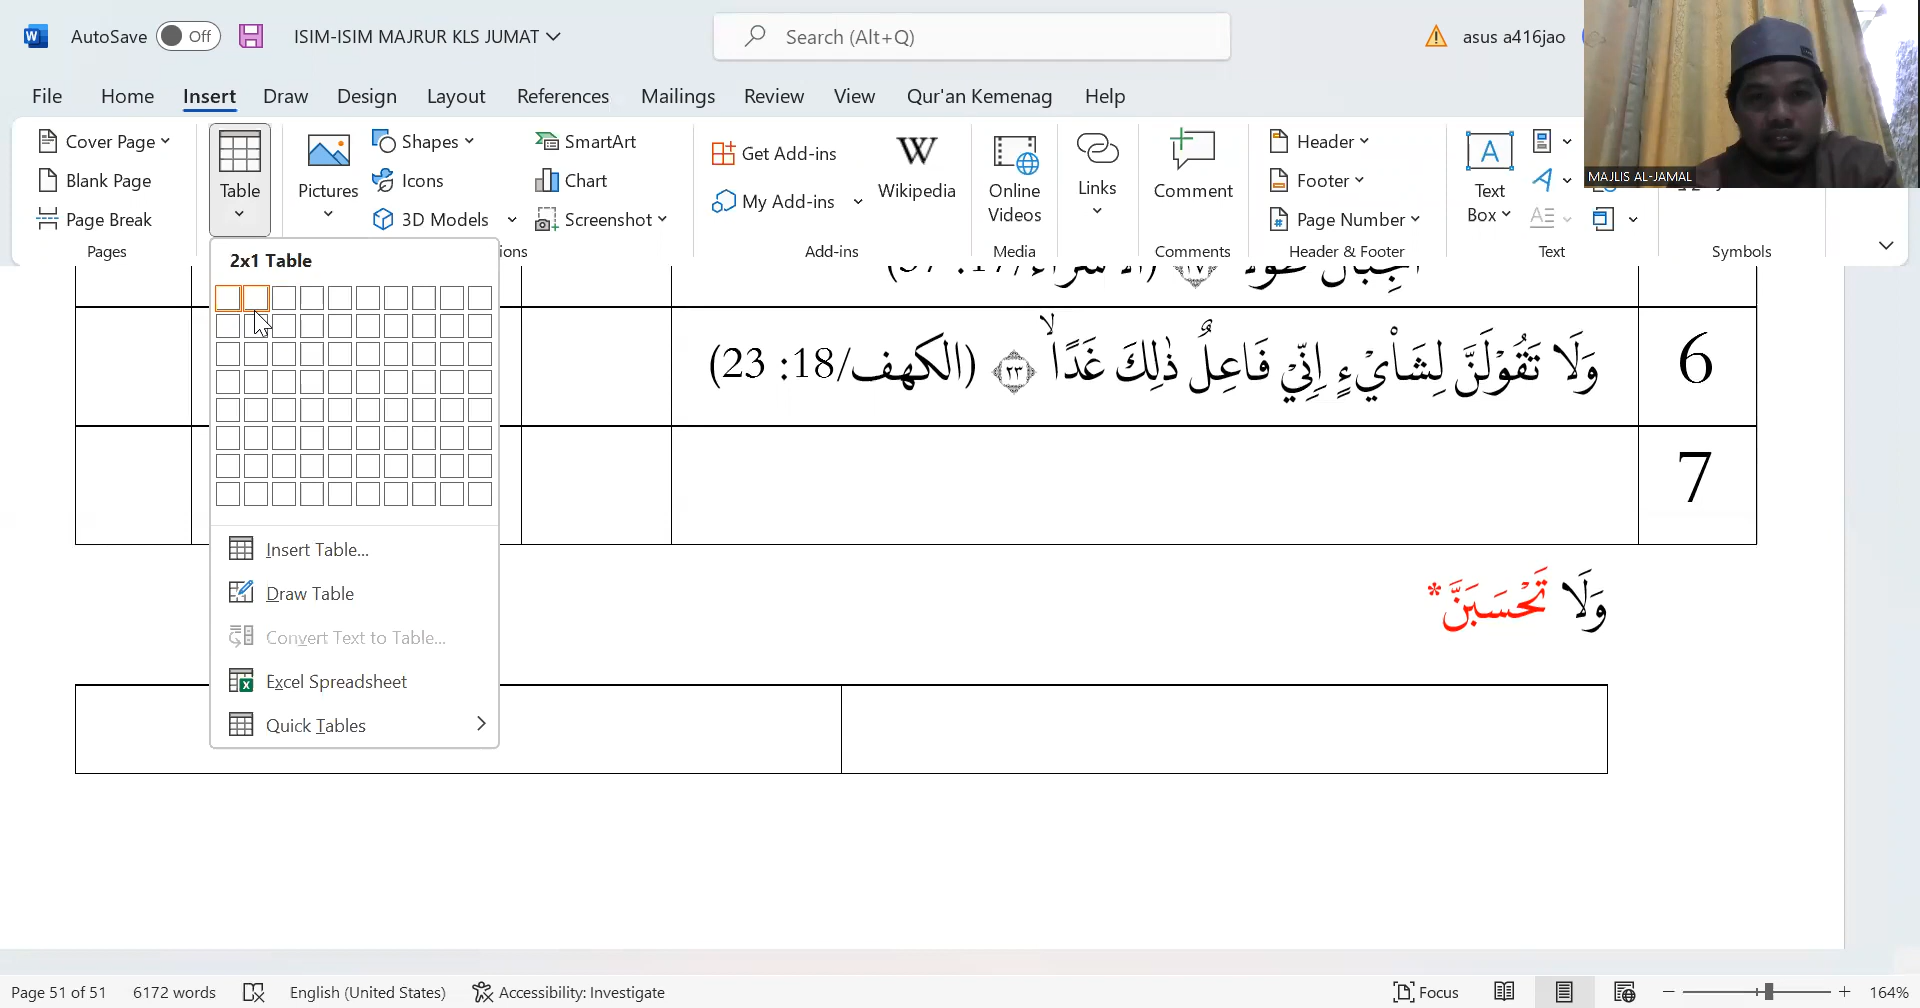 AutoSave Off ISIM-ISIM MAJRUR KLS JUMAT Search (Alt+Q) asus a416jao
File Home Insert Draw Design Layout References Mailings Review View Qur'an Kemenag Help
Cover Page
Blank Page
Page Break
Pages
Table
Pictures
Shapes
Icons
3D Models
SmartArt
Chart
Screenshot
ions
Get Add-ins
My Add-ins
Add-ins
Wikipedia
Online
Videos
Media
Links
Comment
Comments
Header
Footer
Page Number
Header & Footer
Text
Box
Text
Symbols
MAJLIS AL-JAMAL
2x1 Table
Insert Table...
Draw Table
Convert Text to Table...
Excel Spreadsheet
Quick Tables
6
وَلَا تَقُوْلَنَّ لِشَا۟يْءٍ اِنِّيْ فَاعِلٌ ذٰلِكَ غَدًاۙ ٢٣ (الكهف/18: 23)
7
وَلَا تَحْسَبَنَّ*
Page 51 of 51 6172 words English (United States) Accessibility: Investigate Focus 164%